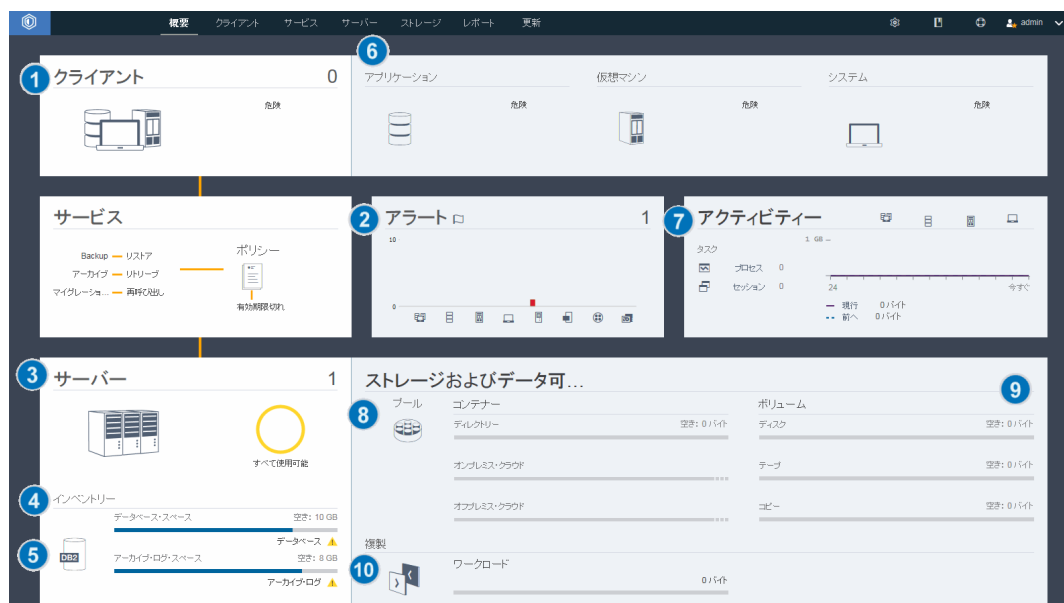 概要 クライアント サービス サーバー ストレージ レポート 更新 admin
6
1 クライアント 0 アプリケーション 仮想マシン システム
危険 危険 危険 危険
サービス 2 アラート 1 7 アクティビティー
Backup リストア ポリシー 10 タスク 1 GB
アーカイブ リトリーブ プロセス 0
マイグレーショ... 再呼び出し セッション 0 24 今すぐ
有効期限切れ 0 現行 0 バイト
前へ 0 バイト
3 サーバー 1 ストレージおよびデータ可... 9
8 プール コンテナー ボリューム
ディレクトリー 空き: 0 バイト ディスク 空き: 0 バイト
すべて使用可能 オンプレミス・クラウド テープ 空き: 0 バイト
4 インベントリー
データベース・スペース 空き: 10 GB オフプレミス・クラウド コピー 空き: 0 バイト
データベース 複製
5 DB2 アーカイブ・ログ・スペース 空き: 8 GB 10 ワークロード
アーカイブ・ログ 0 バイト